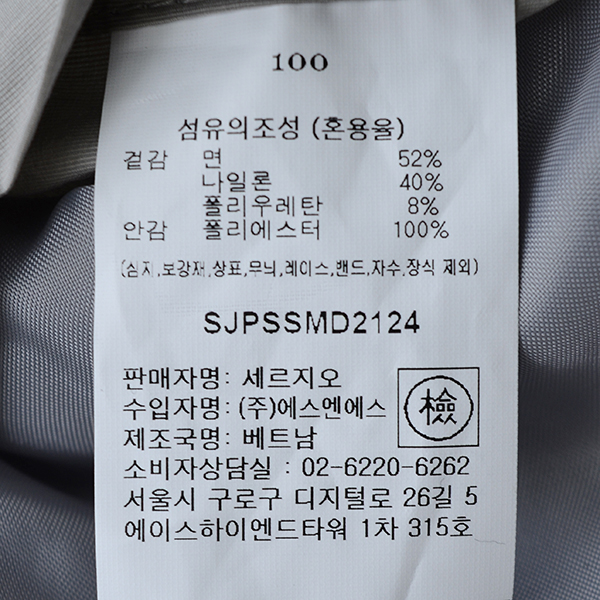 100
섬유의조성 (혼용율)
겉감 면 52%
나일론 40%
폴리우레탄 8%
안감 폴리에스터 100%
(심지,보강재,상표,무늬,레이스,밴드,자수,장식 제외)
SJPSSMD2124
판매자명: 세르지오
수입자명: (주)에스엔에스
제조국명: 베트남
檢
소비자상담실 : 02-6220-6262
서울시 구로구 디지털로 26길 5
에이스하이엔드타워 1차 315호